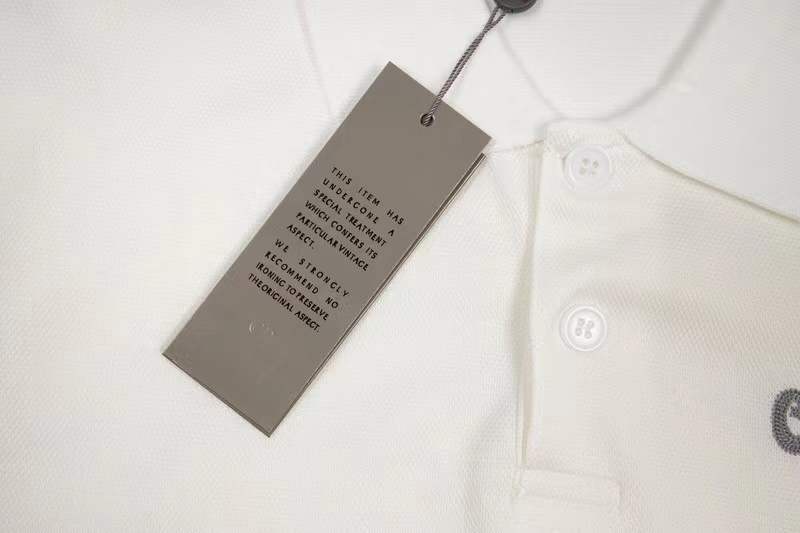 THIS ITEM HAS
UNDERGONE A
SPECIAL TREATMENT
WHICH CONFERS ITS
PARTICULAR VINTAGE
ASPECT.
WE STRONGLY
RECOMMEND NO
IRONING TO PRESERVE
THE ORIGINAL ASPECT.